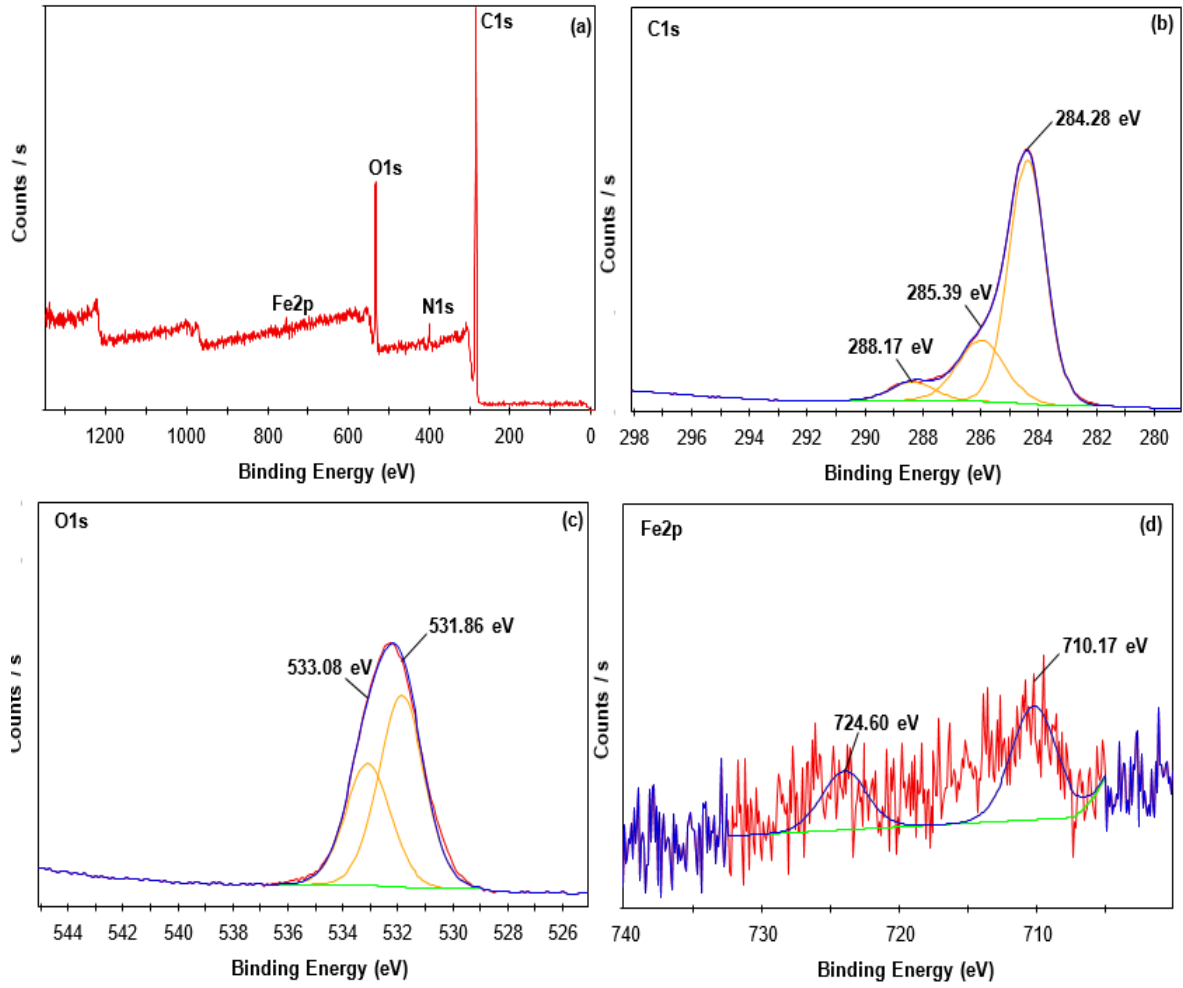 C1s
(a)
O1s
Fe2p
N1s
Counts / s
1200 1000 800 600 400 200 0
Binding Energy (eV)
C1s
(b)
284.28 eV
285.39 eV
288.17 eV
Counts / s
298 296 294 292 290 288 286 284 282 280
Binding Energy (eV)
O1s
(c)
531.86 eV
533.08 eV
Counts / s
544 542 540 538 536 534 532 530 528 526
Binding Energy (eV)
Fe2p
(d)
710.17 eV
724.60 eV
Counts / s
740 730 720 710
Binding Energy (eV)